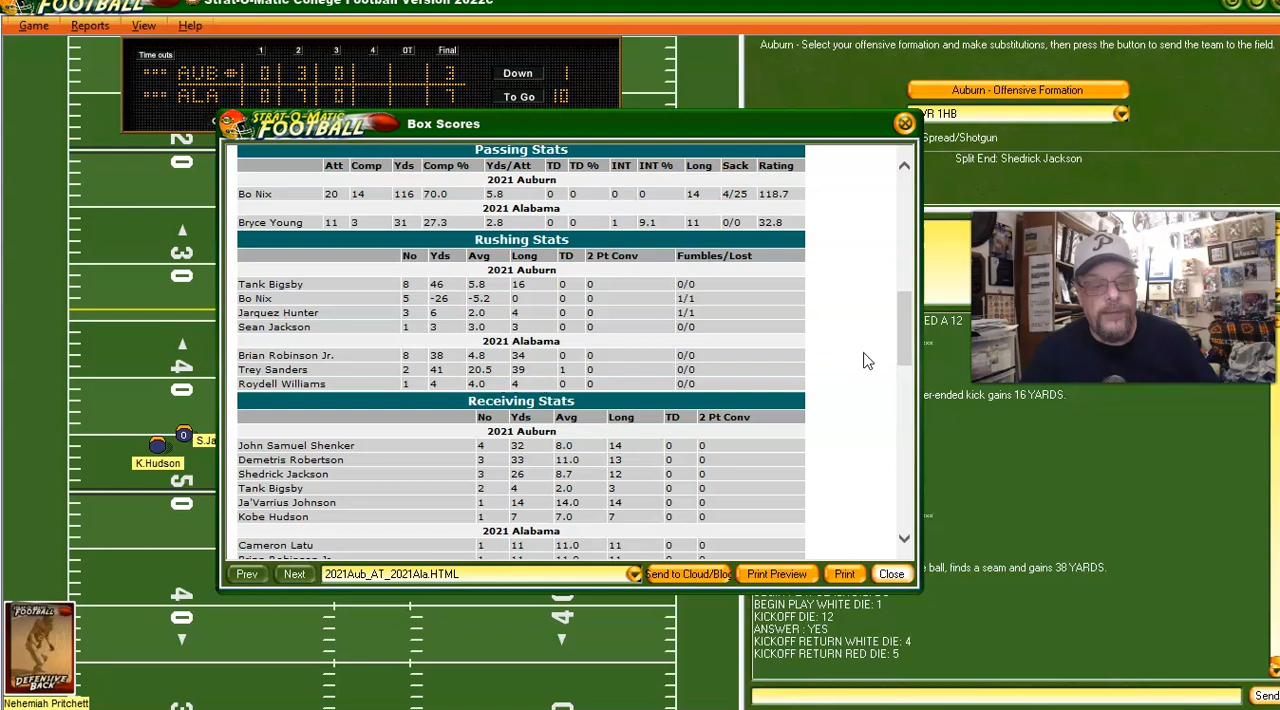 FOOTBALL Strat-O-Matic College Football Version 2022c
Game Reports View Help
Time outs 1 2 3 4 OT Final
*** AUB 0 3 0 3 Down 1
*** ALA 0 7 0 7 To Go 10
Auburn - Select your offensive formation and make substitutions, then press the button to send the team to the field.
Auburn - Offensive Formation
VR 1HB
Spread/Shotgun
Split End: Shedrick Jackson
STRAT-O-MATIC FOOTBALL Box Scores
Passing Stats
Att Comp Yds Comp % Yds/Att TD TD % INT INT % Long Sack Rating
2021 Auburn
Bo Nix 20 14 116 70.0 5.8 0 0 0 0 14 4/25 118.7
2021 Alabama
Bryce Young 11 3 31 27.3 2.8 0 0 1 9.1 11 0/0 32.8
Rushing Stats
No Yds Avg Long TD 2 Pt Conv Fumbles/Lost
2021 Auburn
Tank Bigsby 8 46 5.8 16 0 0 0/0
Bo Nix 5 -26 -5.2 0 0 0 1/1
Jarquez Hunter 3 6 2.0 4 0 0 1/1
Sean Jackson 1 3 3.0 3 0 0 0/0
2021 Alabama
Brian Robinson Jr. 8 38 4.8 34 0 0 0/0
Trey Sanders 2 41 20.5 39 1 0 0/0
Roydell Williams 1 4 4.0 4 0 0 0/0
Receiving Stats
No Yds Avg Long TD 2 Pt Conv
2021 Auburn
John Samuel Shenker 4 32 8.0 14 0 0
Demetris Robertson 3 33 11.0 13 0 0
Shedrick Jackson 3 26 8.7 12 0 0
Tank Bigsby 2 4 2.0 3 0 0
Ja'Varrius Johnson 1 14 14.0 14 0 0
Kobe Hudson 1 7 7.0 7 0 0
2021 Alabama
Cameron Latu 1 11 11.0 11 0 0
Prev Next 2021Aub_AT_2021Ala.HTML Send to Cloud/Blog Print Preview Print Close
20
30
40
50
40
S.Ja
K.Hudson
ED A 12
er-ended kick gains 16 YARDS.
e ball, finds a seam and gains 38 YARDS.
BEGIN PLAY WHITE DIE: 1
KICKOFF DIE: 12
ANSWER : YES
KICKOFF RETURN WHITE DIE: 4
KICKOFF RETURN RED DIE: 5
Send
FOOTBALL
DEFENSIVE BACK
Nehemiah Pritchett